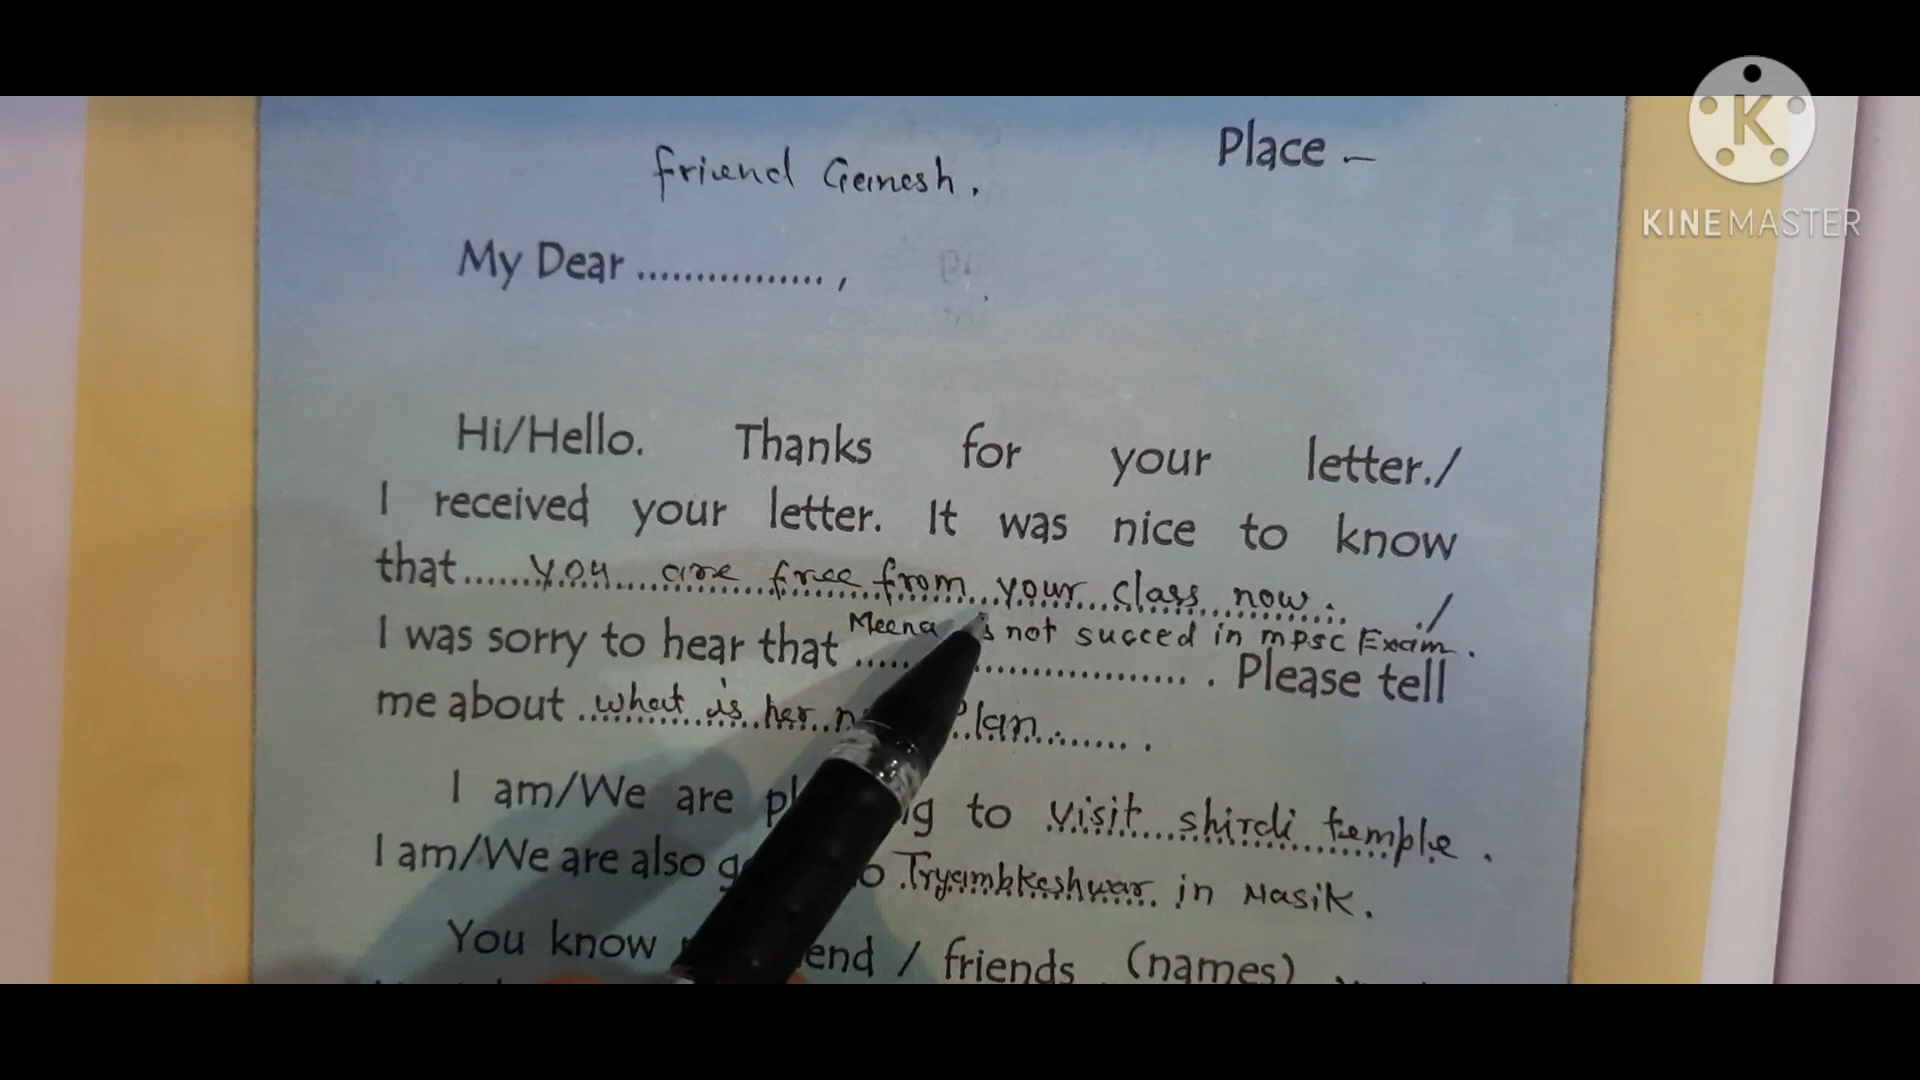 Place –
friend Ganesh.
KINEMASTER
My Dear ................ ,
Hi/Hello. Thanks for your letter./
I received your letter. It was nice to know
that...... you are free from your class now. ./
Meena is not succed in mpsc Exam.
I was sorry to hear that ..... .................. . Please tell
me about what is her Plan....... .
I am/We are to visit shirdi temple.
I am/We are also Tryambkeshwar in Nasik.
You know / friends (names)